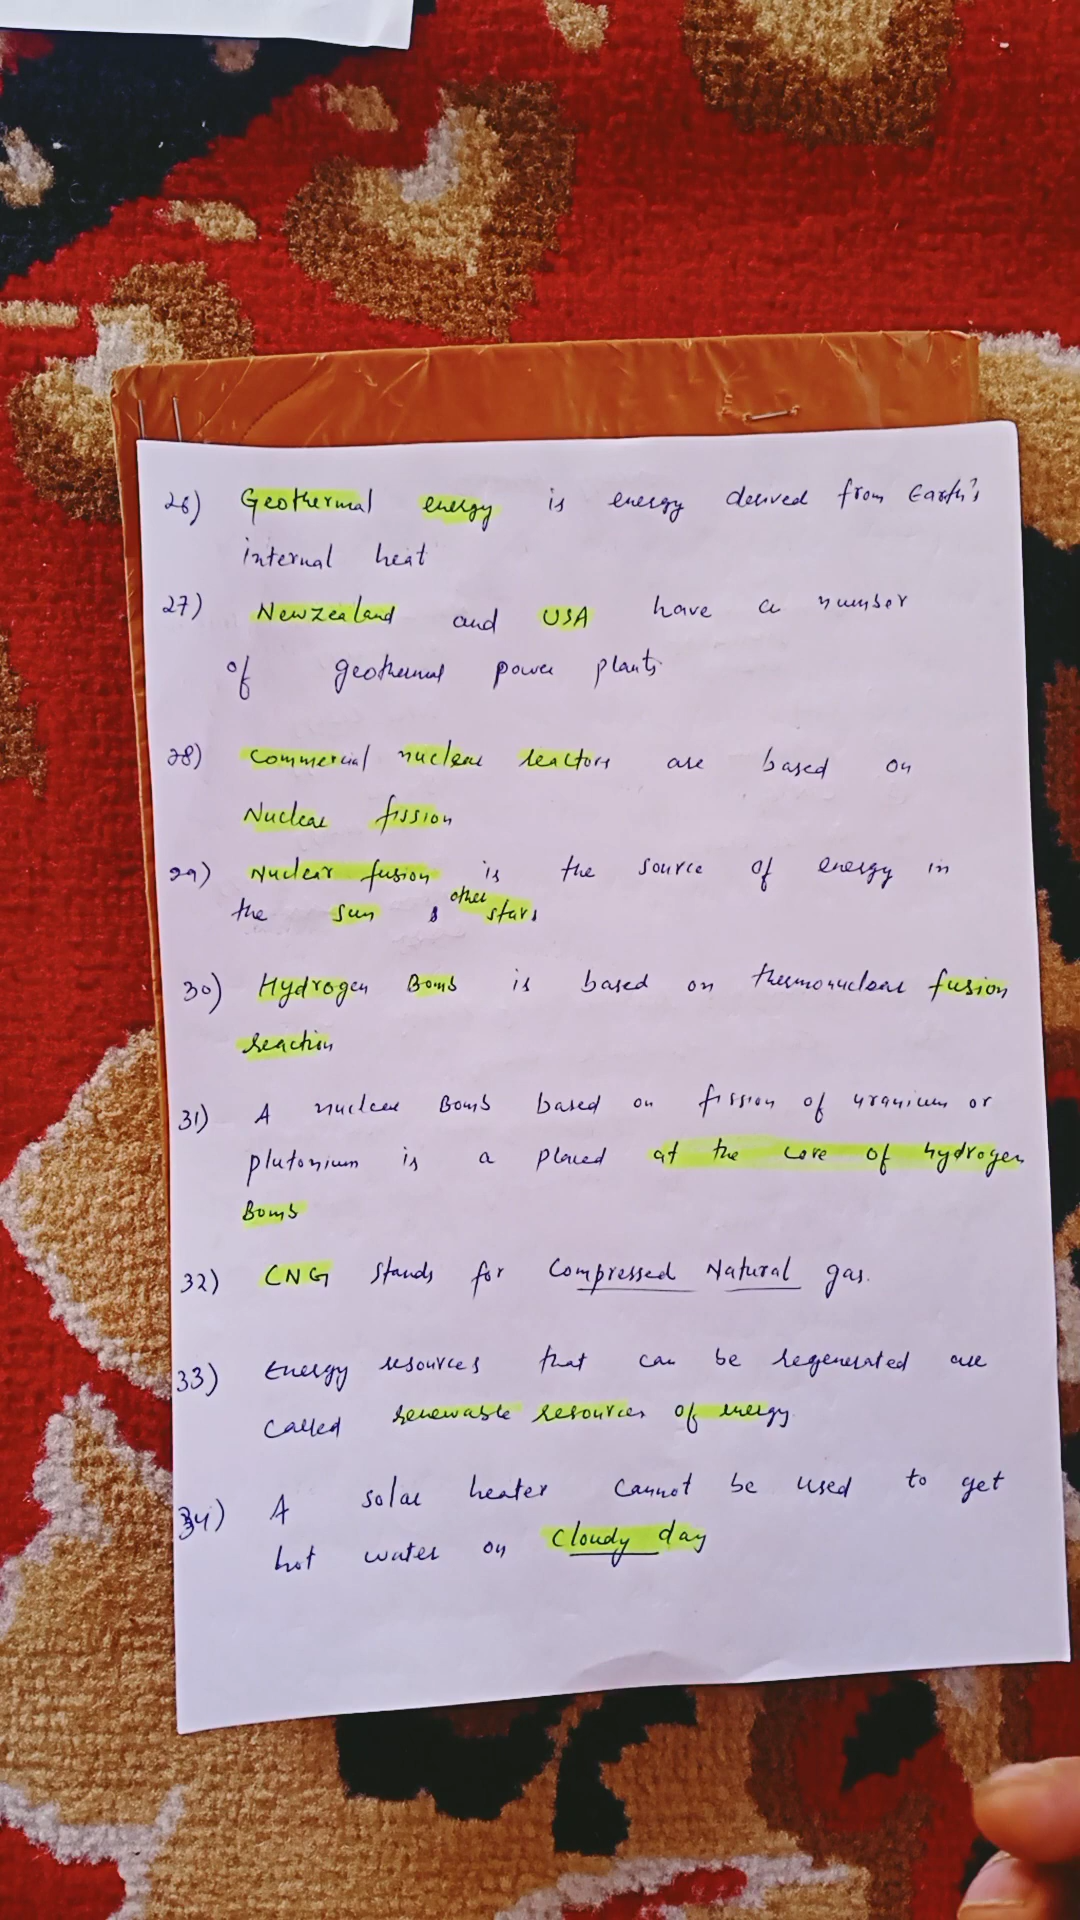 26) Geothermal energy is energy derived from Earth's
internal heat
27) Newzealand and USA have a number
of geothermal power plants
28) Commercial nuclear reactors are based on
Nuclear fission
29) Nuclear fusion is the source of energy in
the sun & other stars
30) Hydrogen Bomb is based on thermonuclear fusion
reaction
31) A nuclear Bomb based on fission of uranium or
plutonium is a placed at the core of hydrogen
Bomb
32) CNG stands for Compressed Natural gas.
33) Energy resources that can be regenerated are
called renewable resources of energy.
34) A solar heater cannot be used to get
hot water on cloudy day